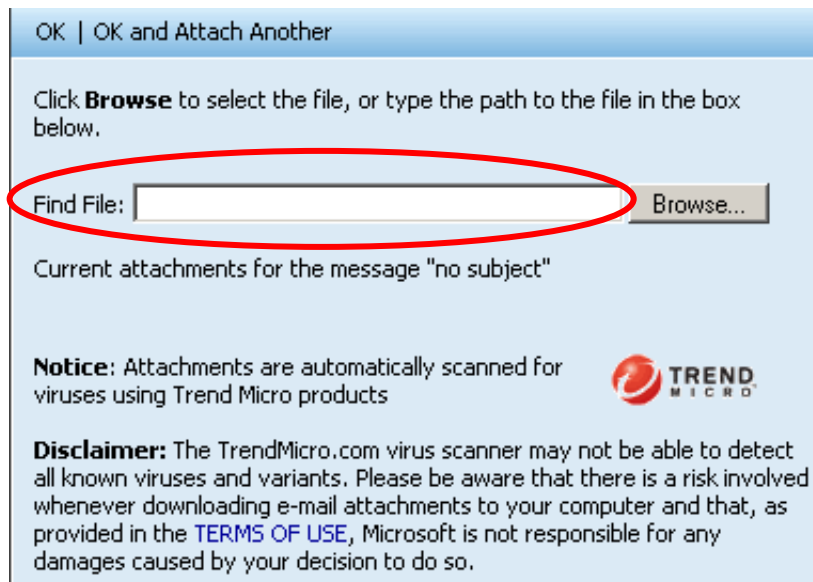 OK | OK and Attach Another
Click Browse to select the file, or type the path to the file in the box
below.
Find File:
Browse...
Current attachments for the message "no subject"
Notice: Attachments are automatically scanned for
viruses using Trend Micro products
TREND
MICRO
Disclaimer: The TrendMicro.com virus scanner may not be able to detect
all known viruses and variants. Please be aware that there is a risk involved
whenever downloading e-mail attachments to your computer and that, as
provided in the TERMS OF USE, Microsoft is not responsible for any
damages caused by your decision to do so.